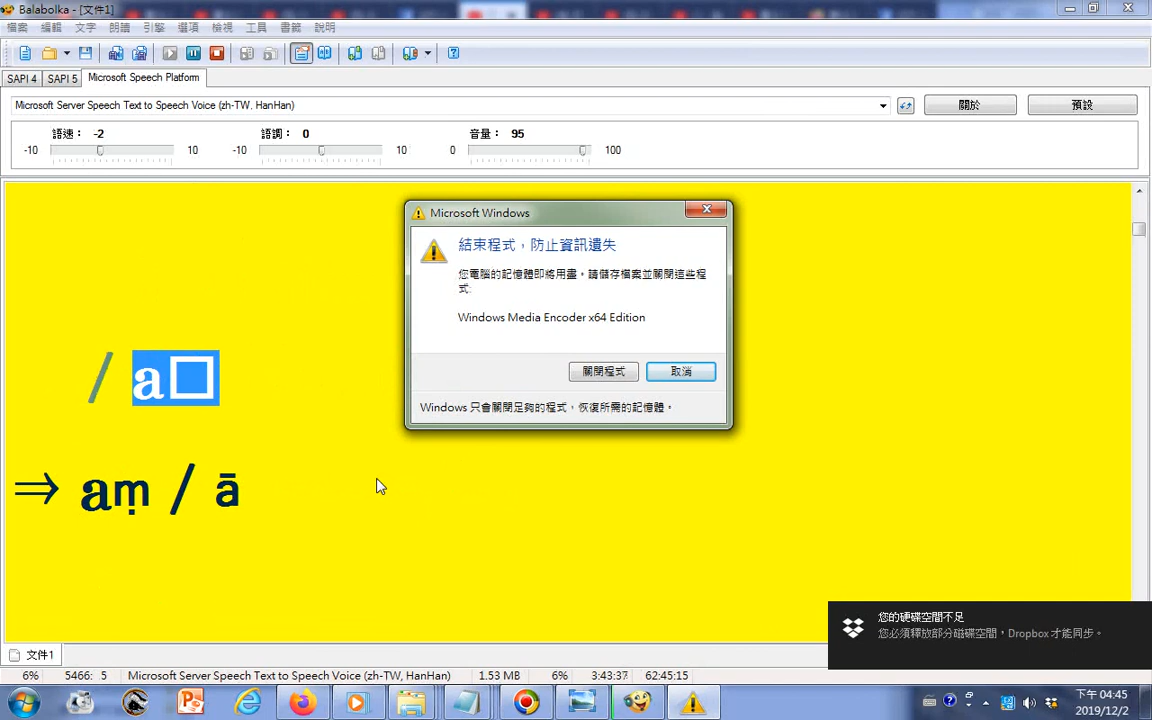 Balabolka - [文件1]
檔案 編輯 文字 朗讀 引擎 選項 檢視 工具 書籤 說明
SAPI 4 SAPI 5 Microsoft Speech Platform
Microsoft Server Speech Text to Speech Voice (zh-TW, HanHan) 關於 預設
語速： -2 語調： 0 音量： 95
-10 10 -10 10 0 100
Microsoft Windows
結束程式，防止資訊遺失
您電腦的記憶體即將用盡。請儲存檔案並關閉這些程
式:
Windows Media Encoder x64 Edition
關閉程式 取消
Windows 只會關閉足夠的程式，恢復所需的記憶體。
/ a□
⇒ aṃ / ā
您的硬碟空間不足
您必須釋放部分磁碟空間，Dropbox 才能同步。
文件1
6% 5466: 5 Microsoft Server Speech Text to Speech Voice (zh-TW, HanHan) 1.53 MB 6% 3:43:37 62:45:15
下午 04:45
2019/12/2